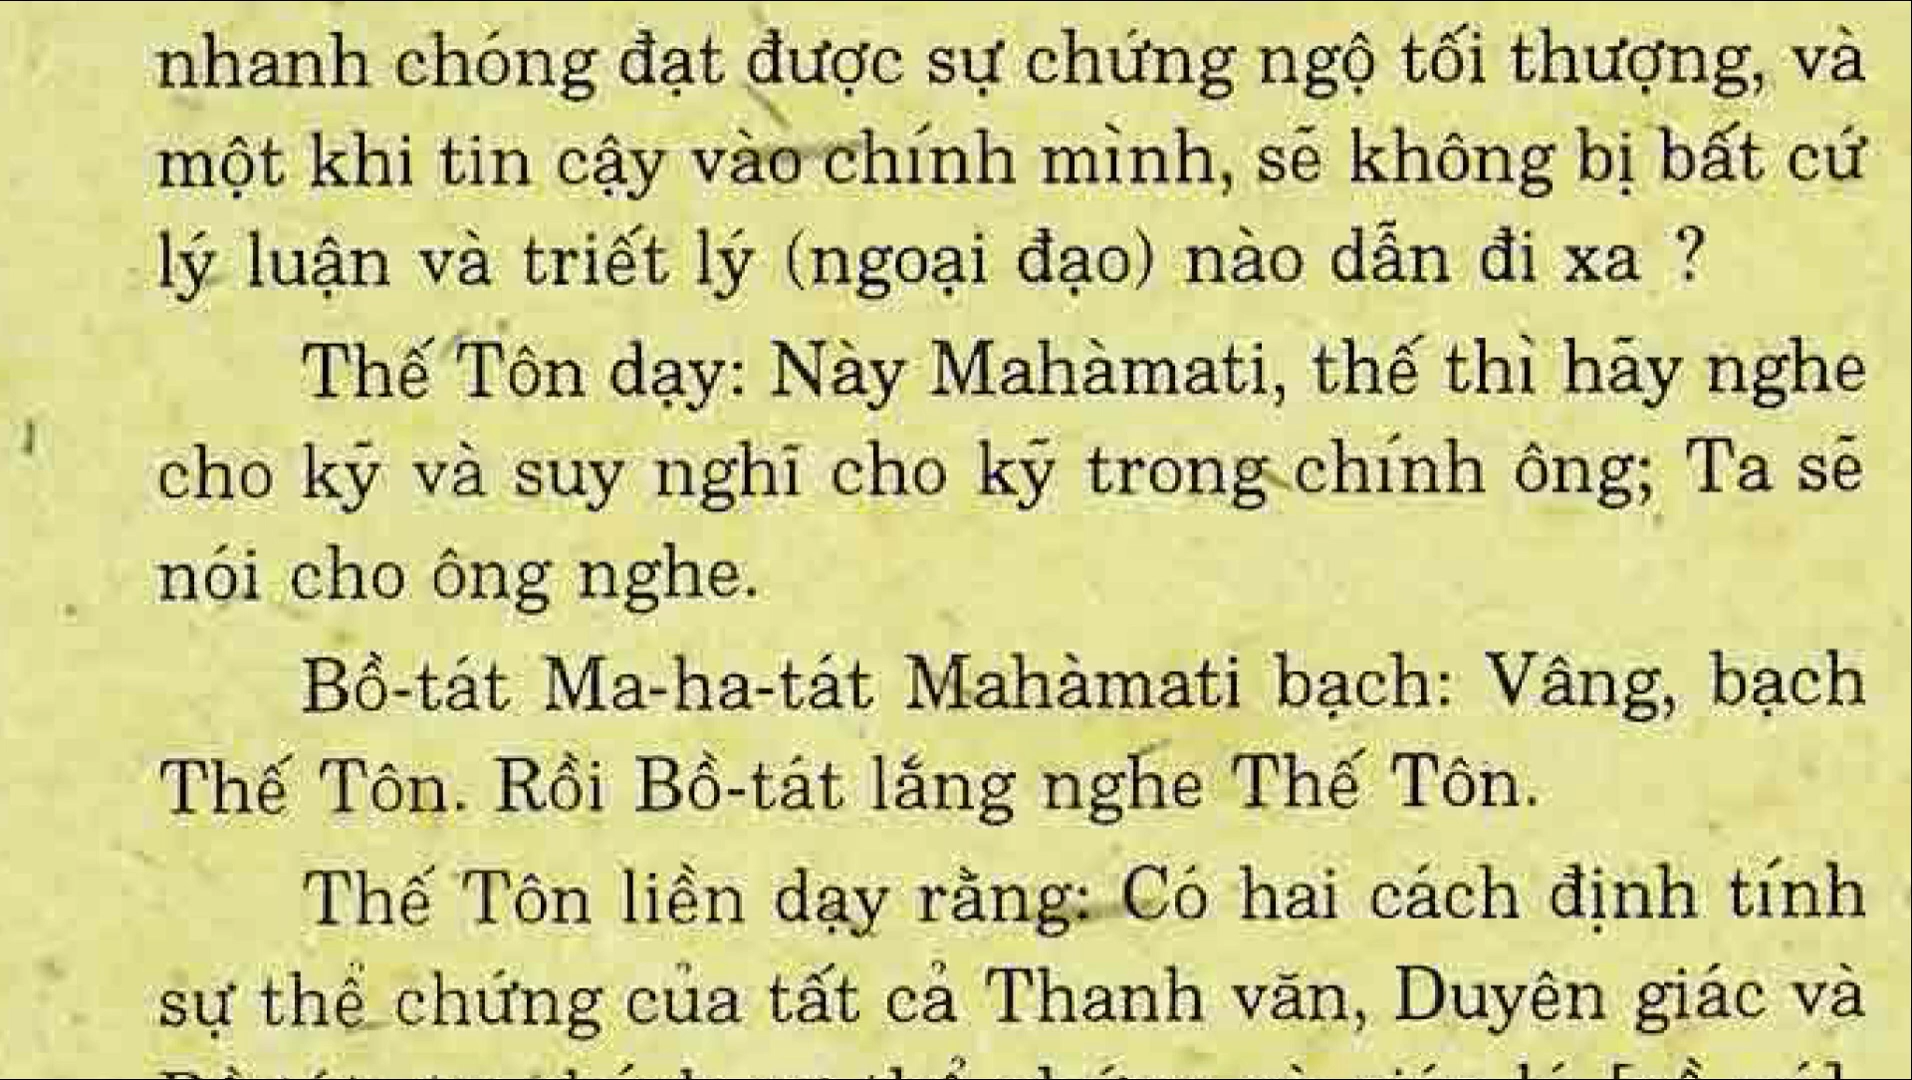 nhanh chóng đạt được sự chứng ngộ tối thượng, và
một khi tin cậy vào chính mình, sẽ không bị bất cứ
lý luận và triết lý (ngoại đạo) nào dẫn đi xa ?
Thế Tôn dạy: Này Mahàmati, thế thì hãy nghe
cho kỹ và suy nghĩ cho kỹ trong chính ông; Ta sẽ
nói cho ông nghe.
Bồ-tát Ma-ha-tát Mahàmati bạch: Vâng, bạch
Thế Tôn. Rồi Bồ-tát lắng nghe Thế Tôn.
Thế Tôn liền dạy rằng: Có hai cách định tính
sự thể chứng của tất cả Thanh văn, Duyên giác và